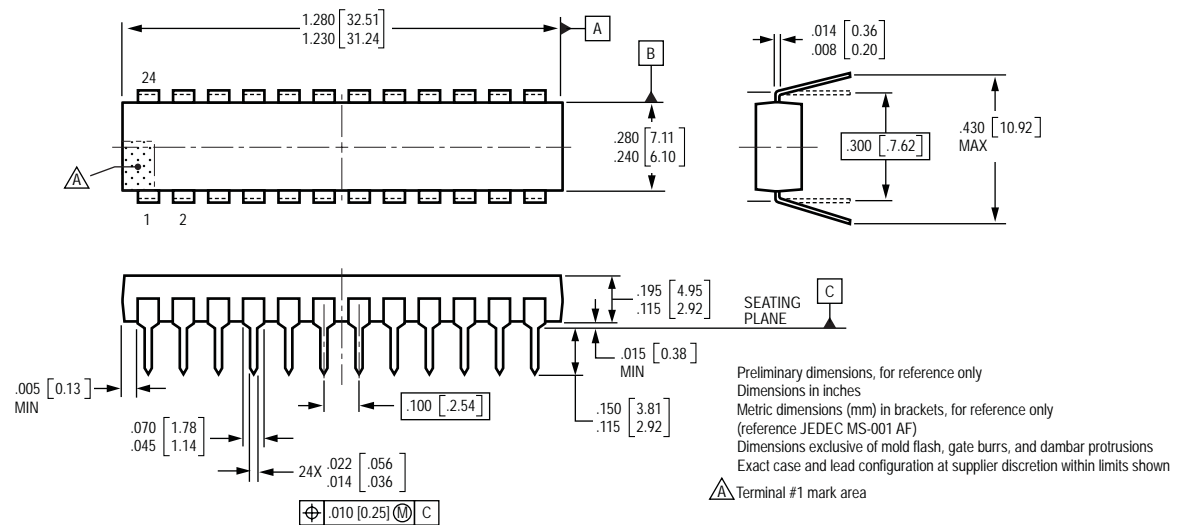 1.280 [32.51]
1.230 [31.24]
A
B
24
.280 [7.11]
.240 [6.10]
A
1 2
.014 [0.36]
.008 [0.20]
.300 [.7.62]
.430 [10.92]
MAX
.195 [4.95]
.115 [2.92]
SEATING
PLANE
C
.015 [0.38]
MIN
.005 [0.13]
MIN
.100 [.2.54]
.150 [3.81]
.115 [2.92]
.070 [1.78]
.045 [1.14]
24X .022 [.056]
.014 [.036]
⌖ .010 [0.25] Ⓜ C
Preliminary dimensions, for reference only
Dimensions in inches
Metric dimensions (mm) in brackets, for reference only
(reference JEDEC MS-001 AF)
Dimensions exclusive of mold flash, gate burrs, and dambar protrusions
Exact case and lead configuration at supplier discretion within limits shown
A Terminal #1 mark area